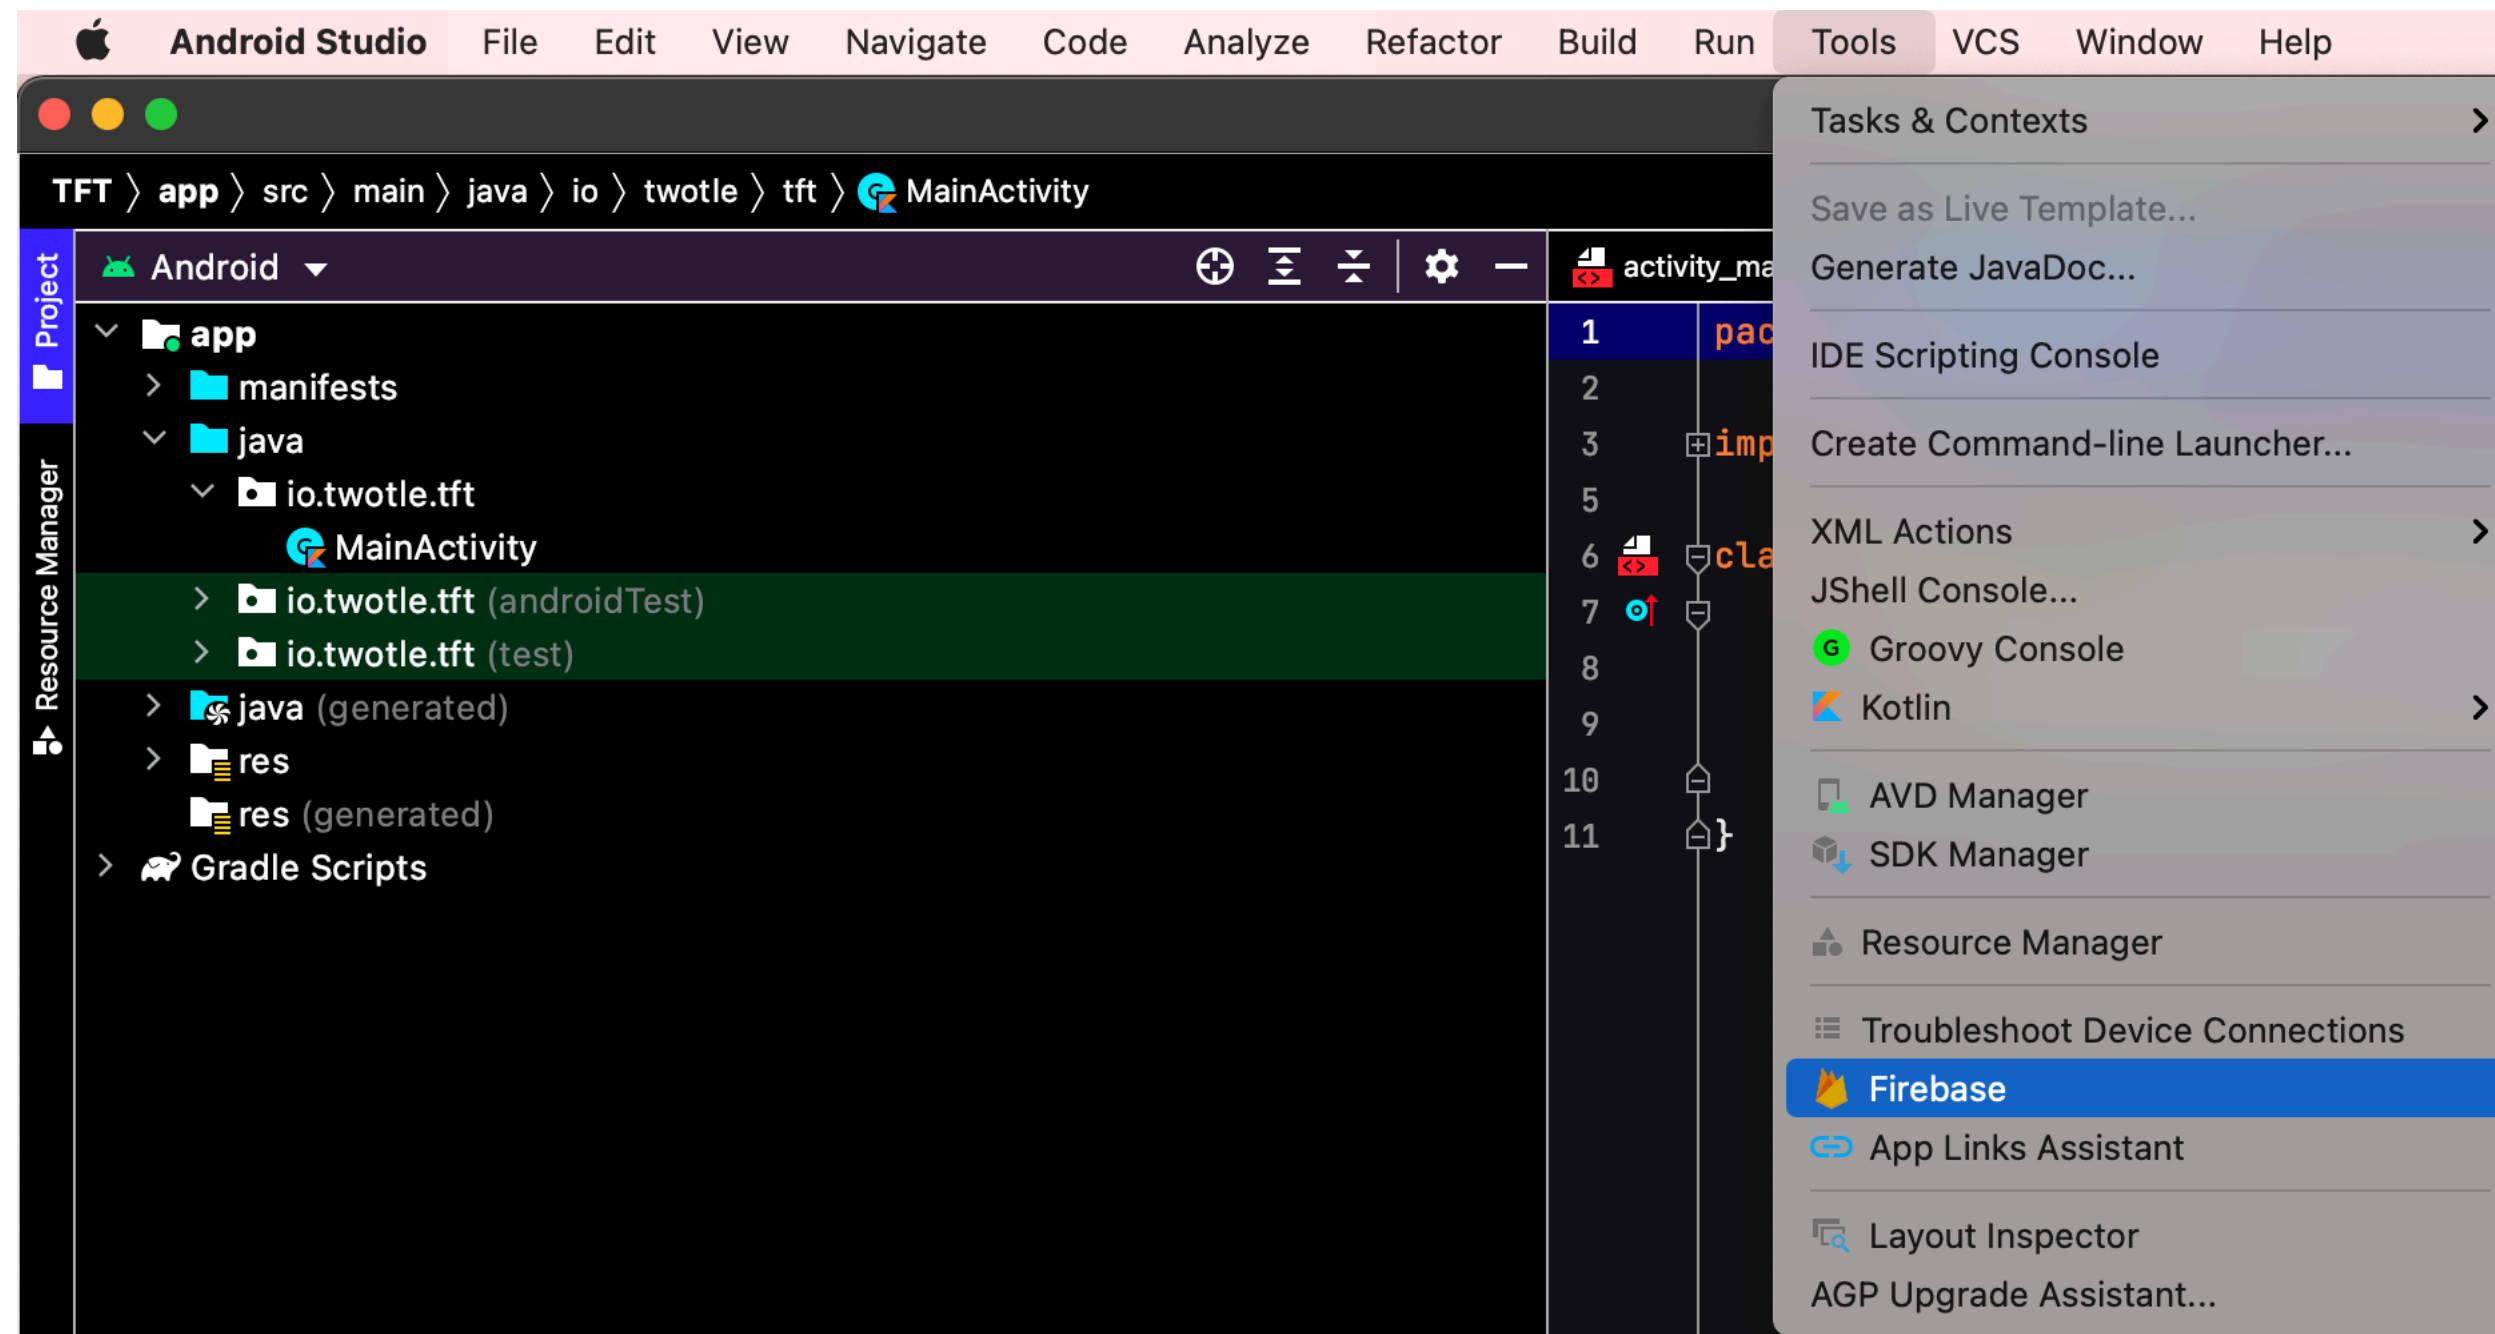 Android Studio File Edit View Navigate Code Analyze Refactor Build Run Tools VCS Window Help
TFT 〉 app 〉 src 〉 main 〉 java 〉 io 〉 twotle 〉 tft 〉 MainActivity
Project
Resource Manager
Android
app
manifests
java
io.twotle.tft
MainActivity
io.twotle.tft (androidTest)
io.twotle.tft (test)
java (generated)
res
res (generated)
Gradle Scripts
activity_ma
1 pac
2
3 imp
5
6 cla
7
8
9
10
11 }
Tasks & Contexts
Save as Live Template...
Generate JavaDoc...
IDE Scripting Console
Create Command-line Launcher...
XML Actions
JShell Console...
G Groovy Console
Kotlin
AVD Manager
SDK Manager
Resource Manager
Troubleshoot Device Connections
Firebase
App Links Assistant
Layout Inspector
AGP Upgrade Assistant...